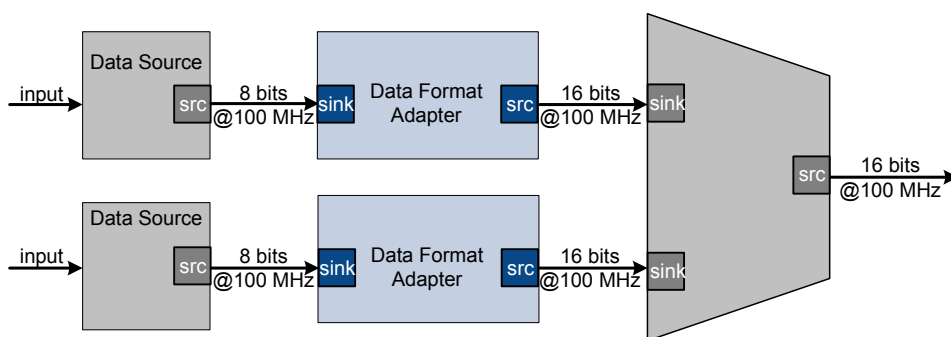 Data Source
input
src
8 bits
@100 MHz
sink
Data Format
Adapter
src
16 bits
@100 MHz
sink
src
16 bits
@100 MHz
Data Source
input
src
8 bits
@100 MHz
sink
Data Format
Adapter
src
16 bits
@100 MHz
sink